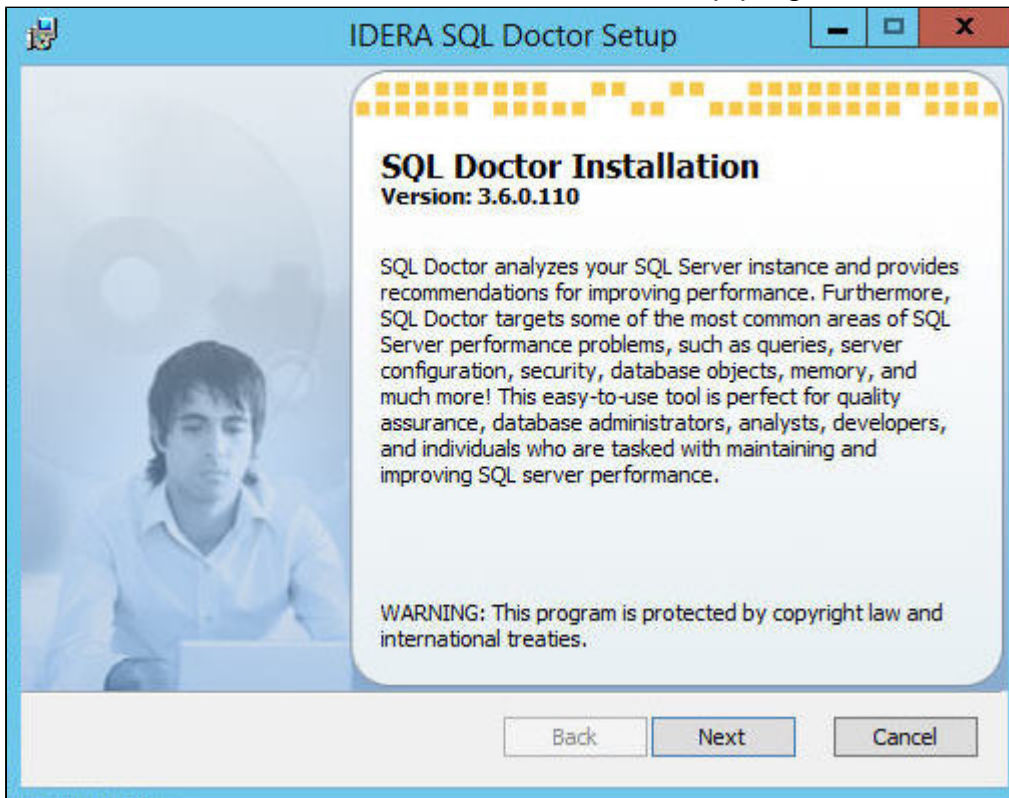 IDERA SQL Doctor Setup
SQL Doctor Installation
Version: 3.6.0.110
SQL Doctor analyzes your SQL Server instance and provides
recommendations for improving performance. Furthermore,
SQL Doctor targets some of the most common areas of SQL
Server performance problems, such as queries, server
configuration, security, database objects, memory, and
much more! This easy-to-use tool is perfect for quality
assurance, database administrators, analysts, developers,
and individuals who are tasked with maintaining and
improving SQL server performance.
WARNING: This program is protected by copyright law and
international treaties.
Back Next Cancel